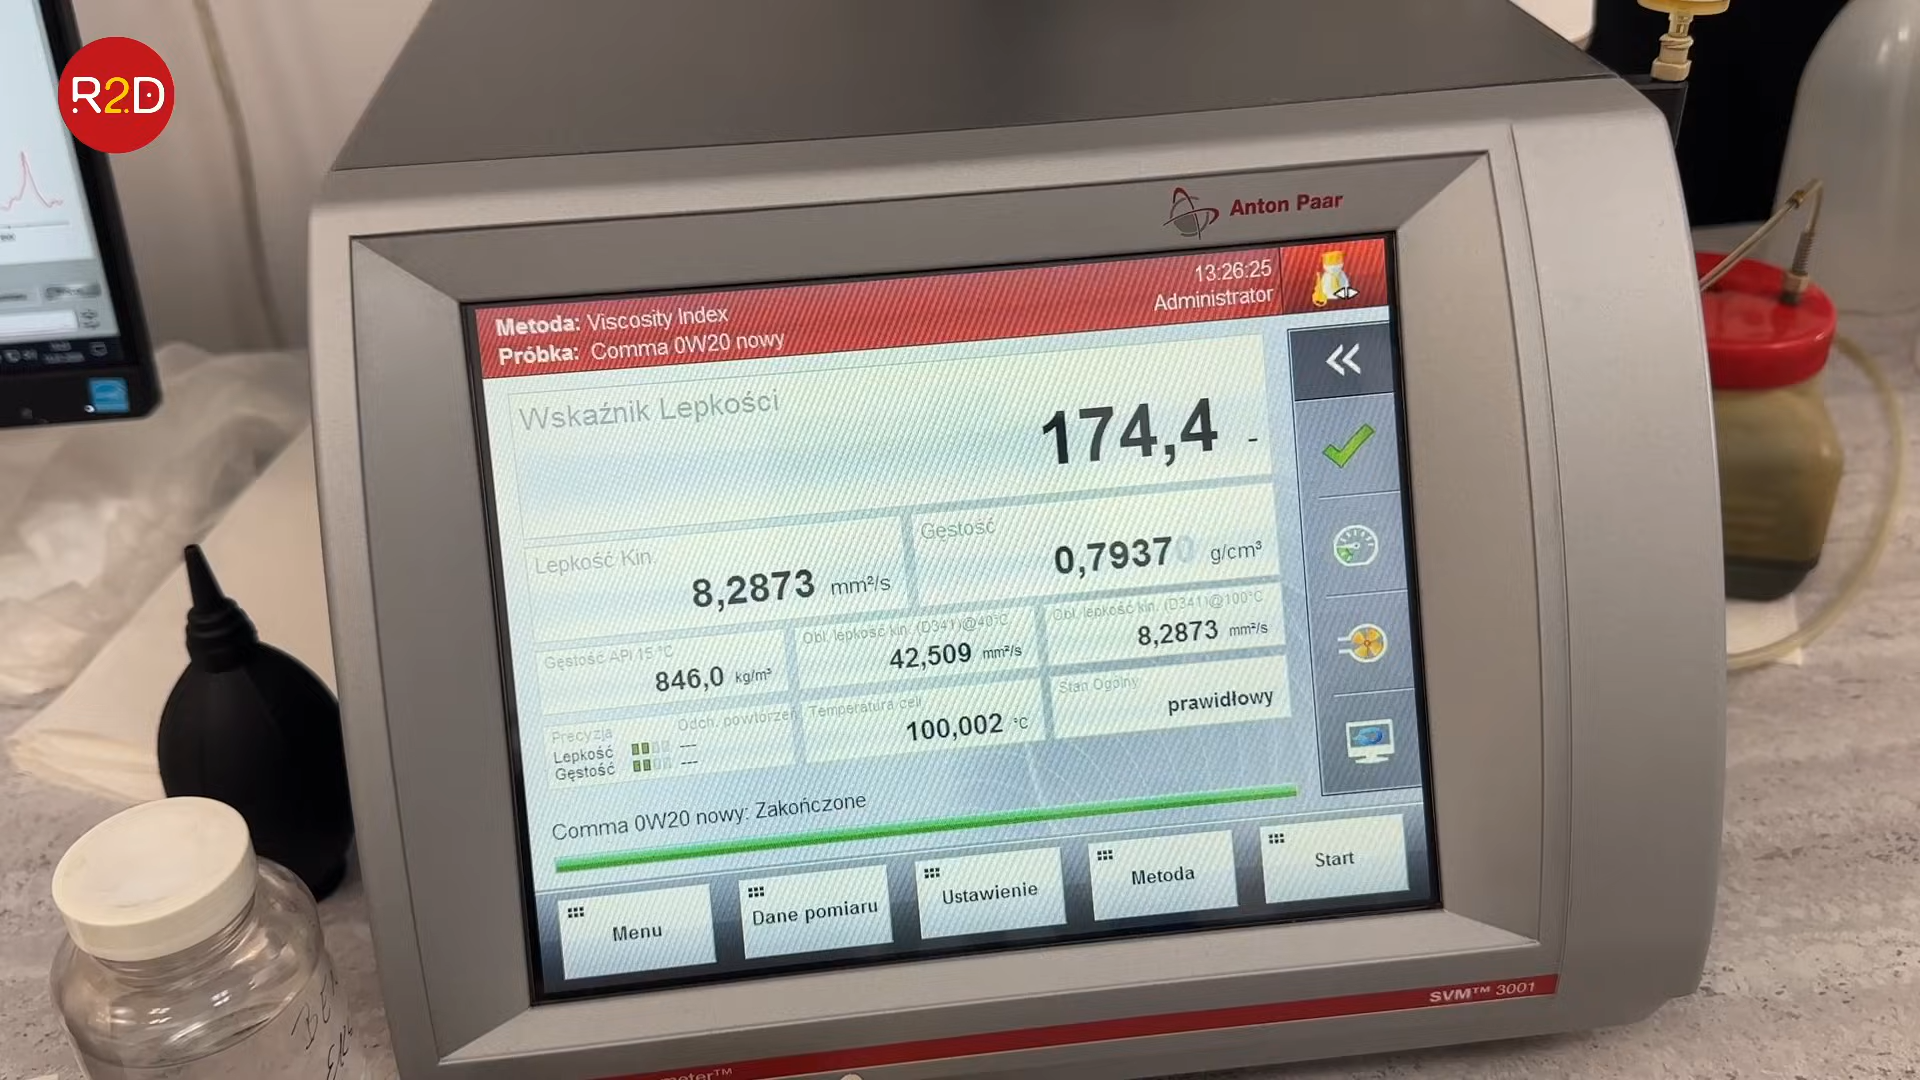 R2D
Anton Paar
13:26:25
Administrator
Metoda: Viscosity Index
Próbka: Comma 0W20 nowy
Wskaźnik Lepkości
174,4 -
Lepkość Kin.
8,2873 mm²/s
Gęstość
0,79370 g/cm³
Gęstość API 15 °C
846,0 kg/m³
Obl. lepkość kin. (D341)@40°C
42,509 mm²/s
Obl. lepkość kin. (D341)@100°C
8,2873 mm²/s
Precyzja
Odch. powtórzeń
Lepkość ---
Gęstość ---
Temperatura celi
100,002 °C
Stan Ogólny
prawidłowy
Comma 0W20 nowy: Zakończone
Menu
Dane pomiaru
Ustawienie
Metoda
Start
SVM™ 3001